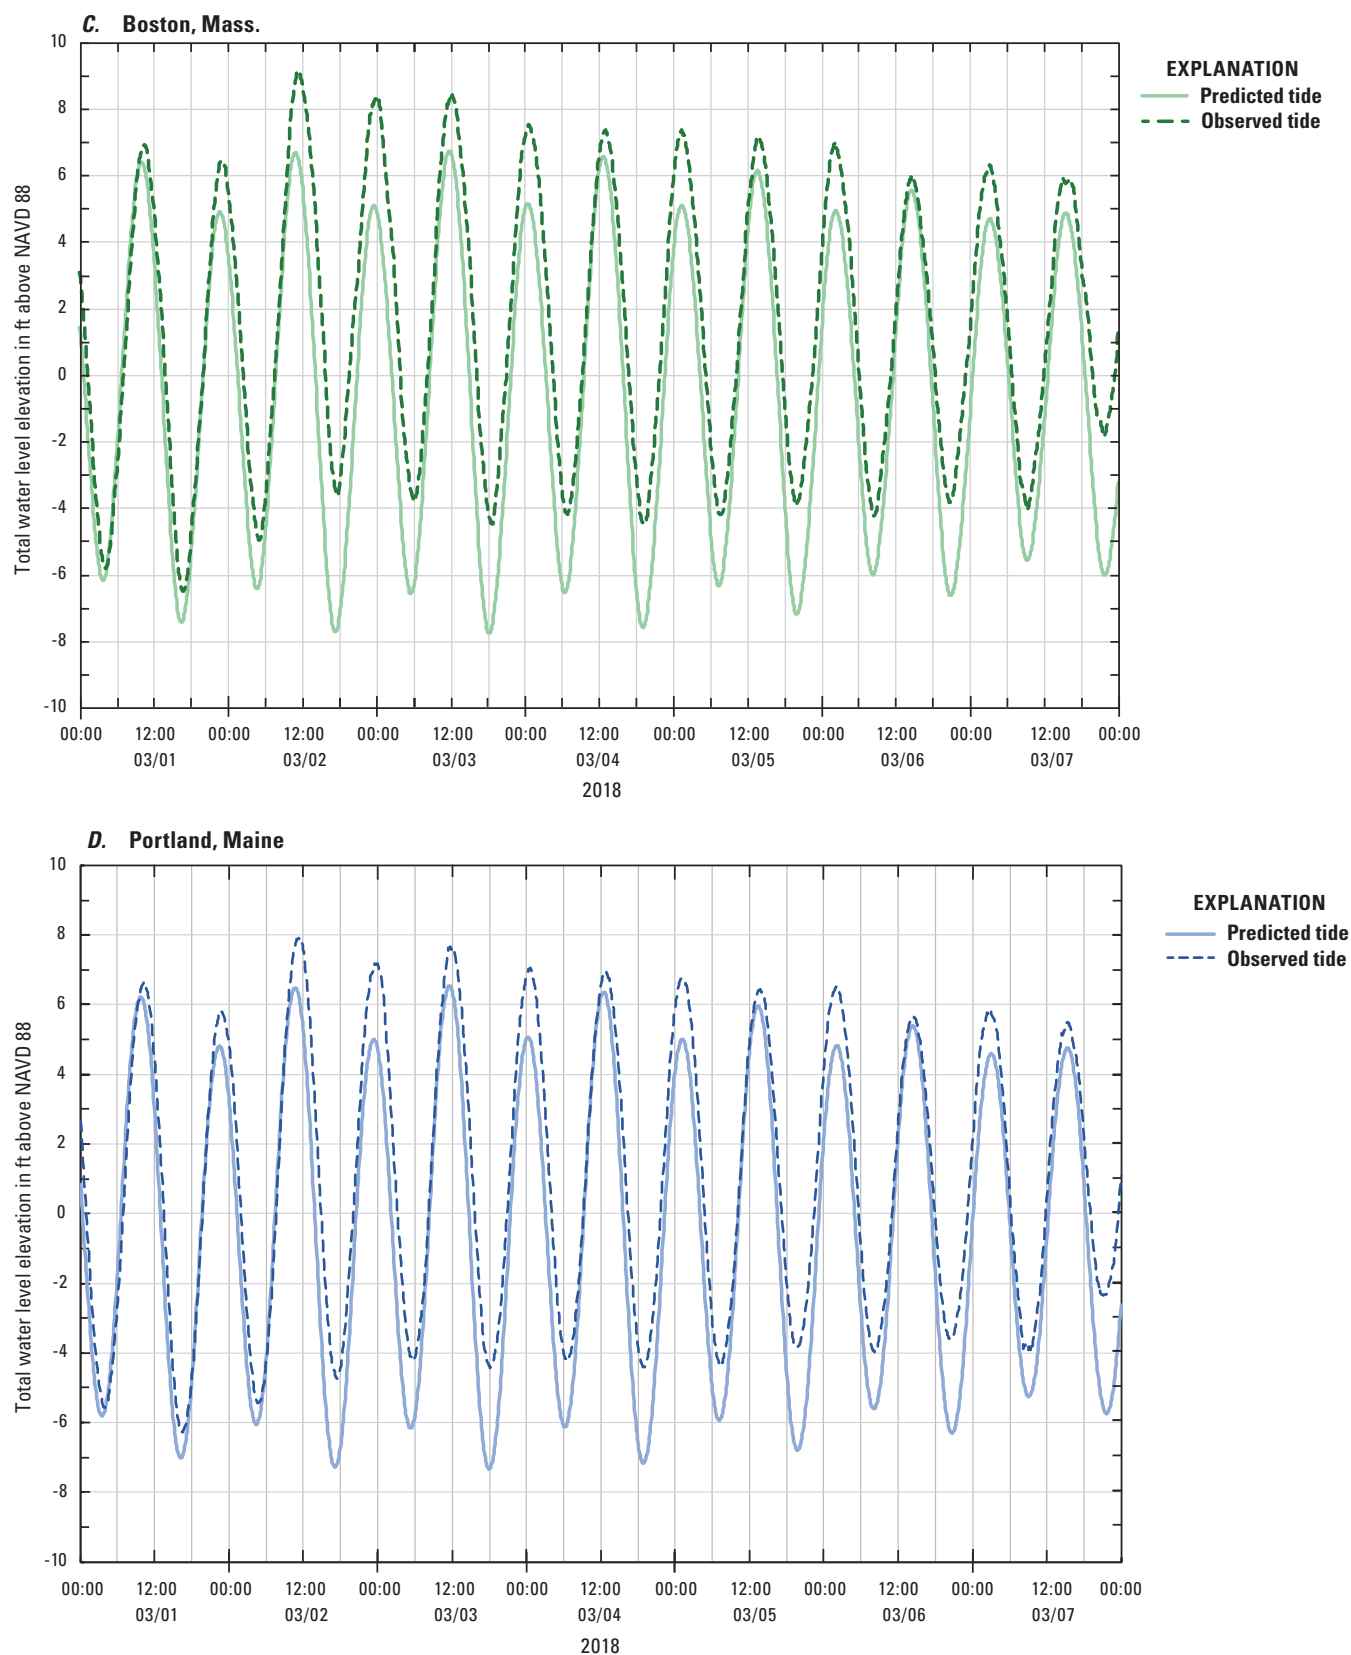 C. Boston, Mass.
10
8
6
4
2
0
-2
-4
-6
-8
-10
Total water level elevation in ft above NAVD 88
EXPLANATION
Predicted tide
Observed tide
00:00 12:00 00:00 12:00 00:00 12:00 00:00 12:00 00:00 12:00 00:00 12:00 00:00 12:00 00:00
03/01 03/02 03/03 03/04 03/05 03/06 03/07
2018
D. Portland, Maine
10
8
6
4
2
0
-2
-4
-6
-8
-10
Total water level elevation in ft above NAVD 88
EXPLANATION
Predicted tide
Observed tide
00:00 12:00 00:00 12:00 00:00 12:00 00:00 12:00 00:00 12:00 00:00 12:00 00:00 12:00 00:00
03/01 03/02 03/03 03/04 03/05 03/06 03/07
2018